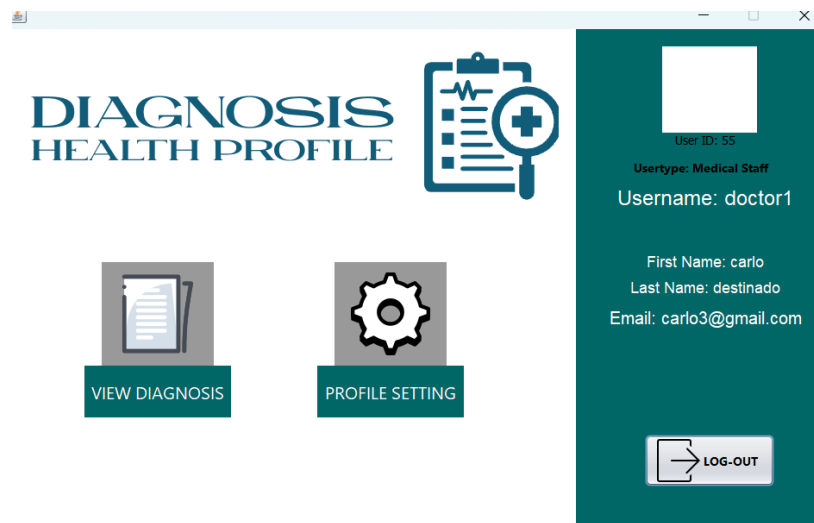 DIAGNOSIS
HEALTH PROFILE
VIEW DIAGNOSIS
PROFILE SETTING
User ID: 55
Usertype: Medical Staff
Username: doctor1
First Name: carlo
Last Name: destinado
Email: carlo3@gmail.com
LOG-OUT